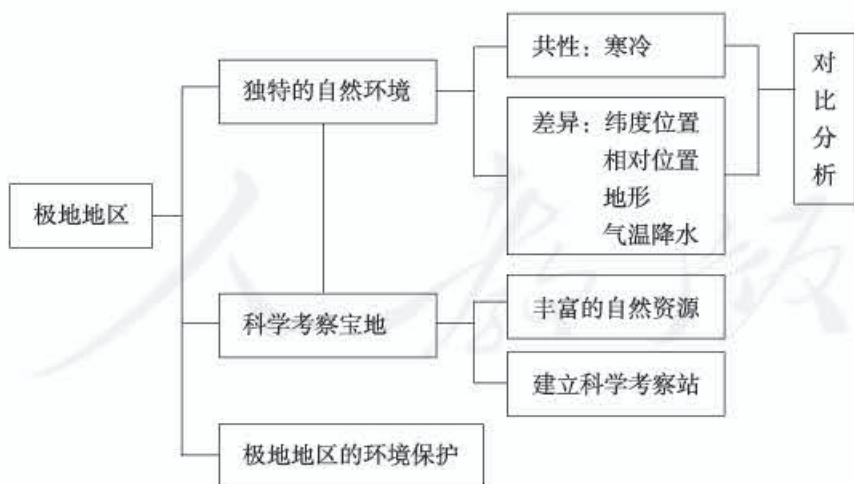 极地地区
独特的自然环境
共性：寒冷
差异：纬度位置
相对位置
地形
气温降水
对
比
分
析
科学考察宝地
丰富的自然资源
建立科学考察站
极地地区的环境保护
人教版